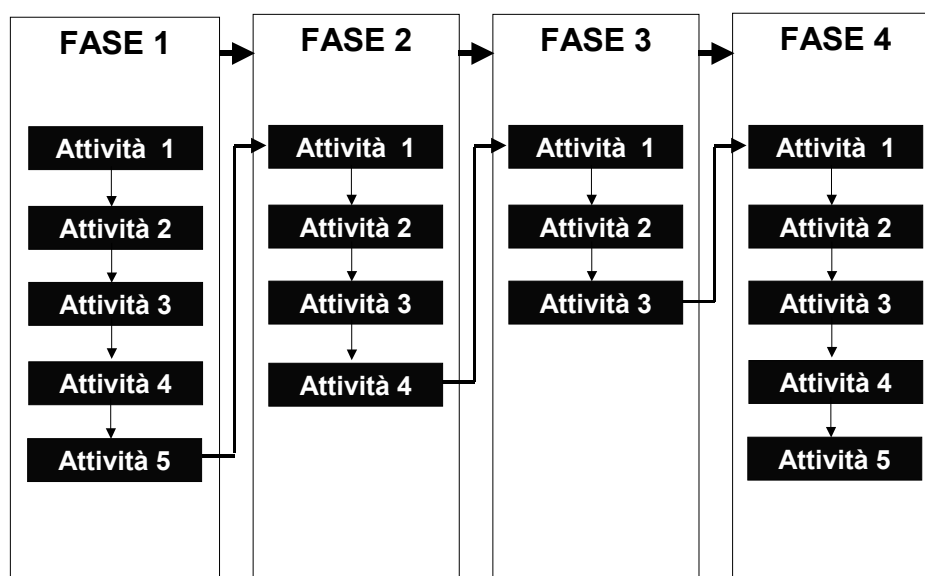 FASE 1
Attività 1
Attività 2
Attività 3
Attività 4
Attività 5
FASE 2
Attività 1
Attività 2
Attività 3
Attività 4
FASE 3
Attività 1
Attività 2
Attività 3
FASE 4
Attività 1
Attività 2
Attività 3
Attività 4
Attività 5